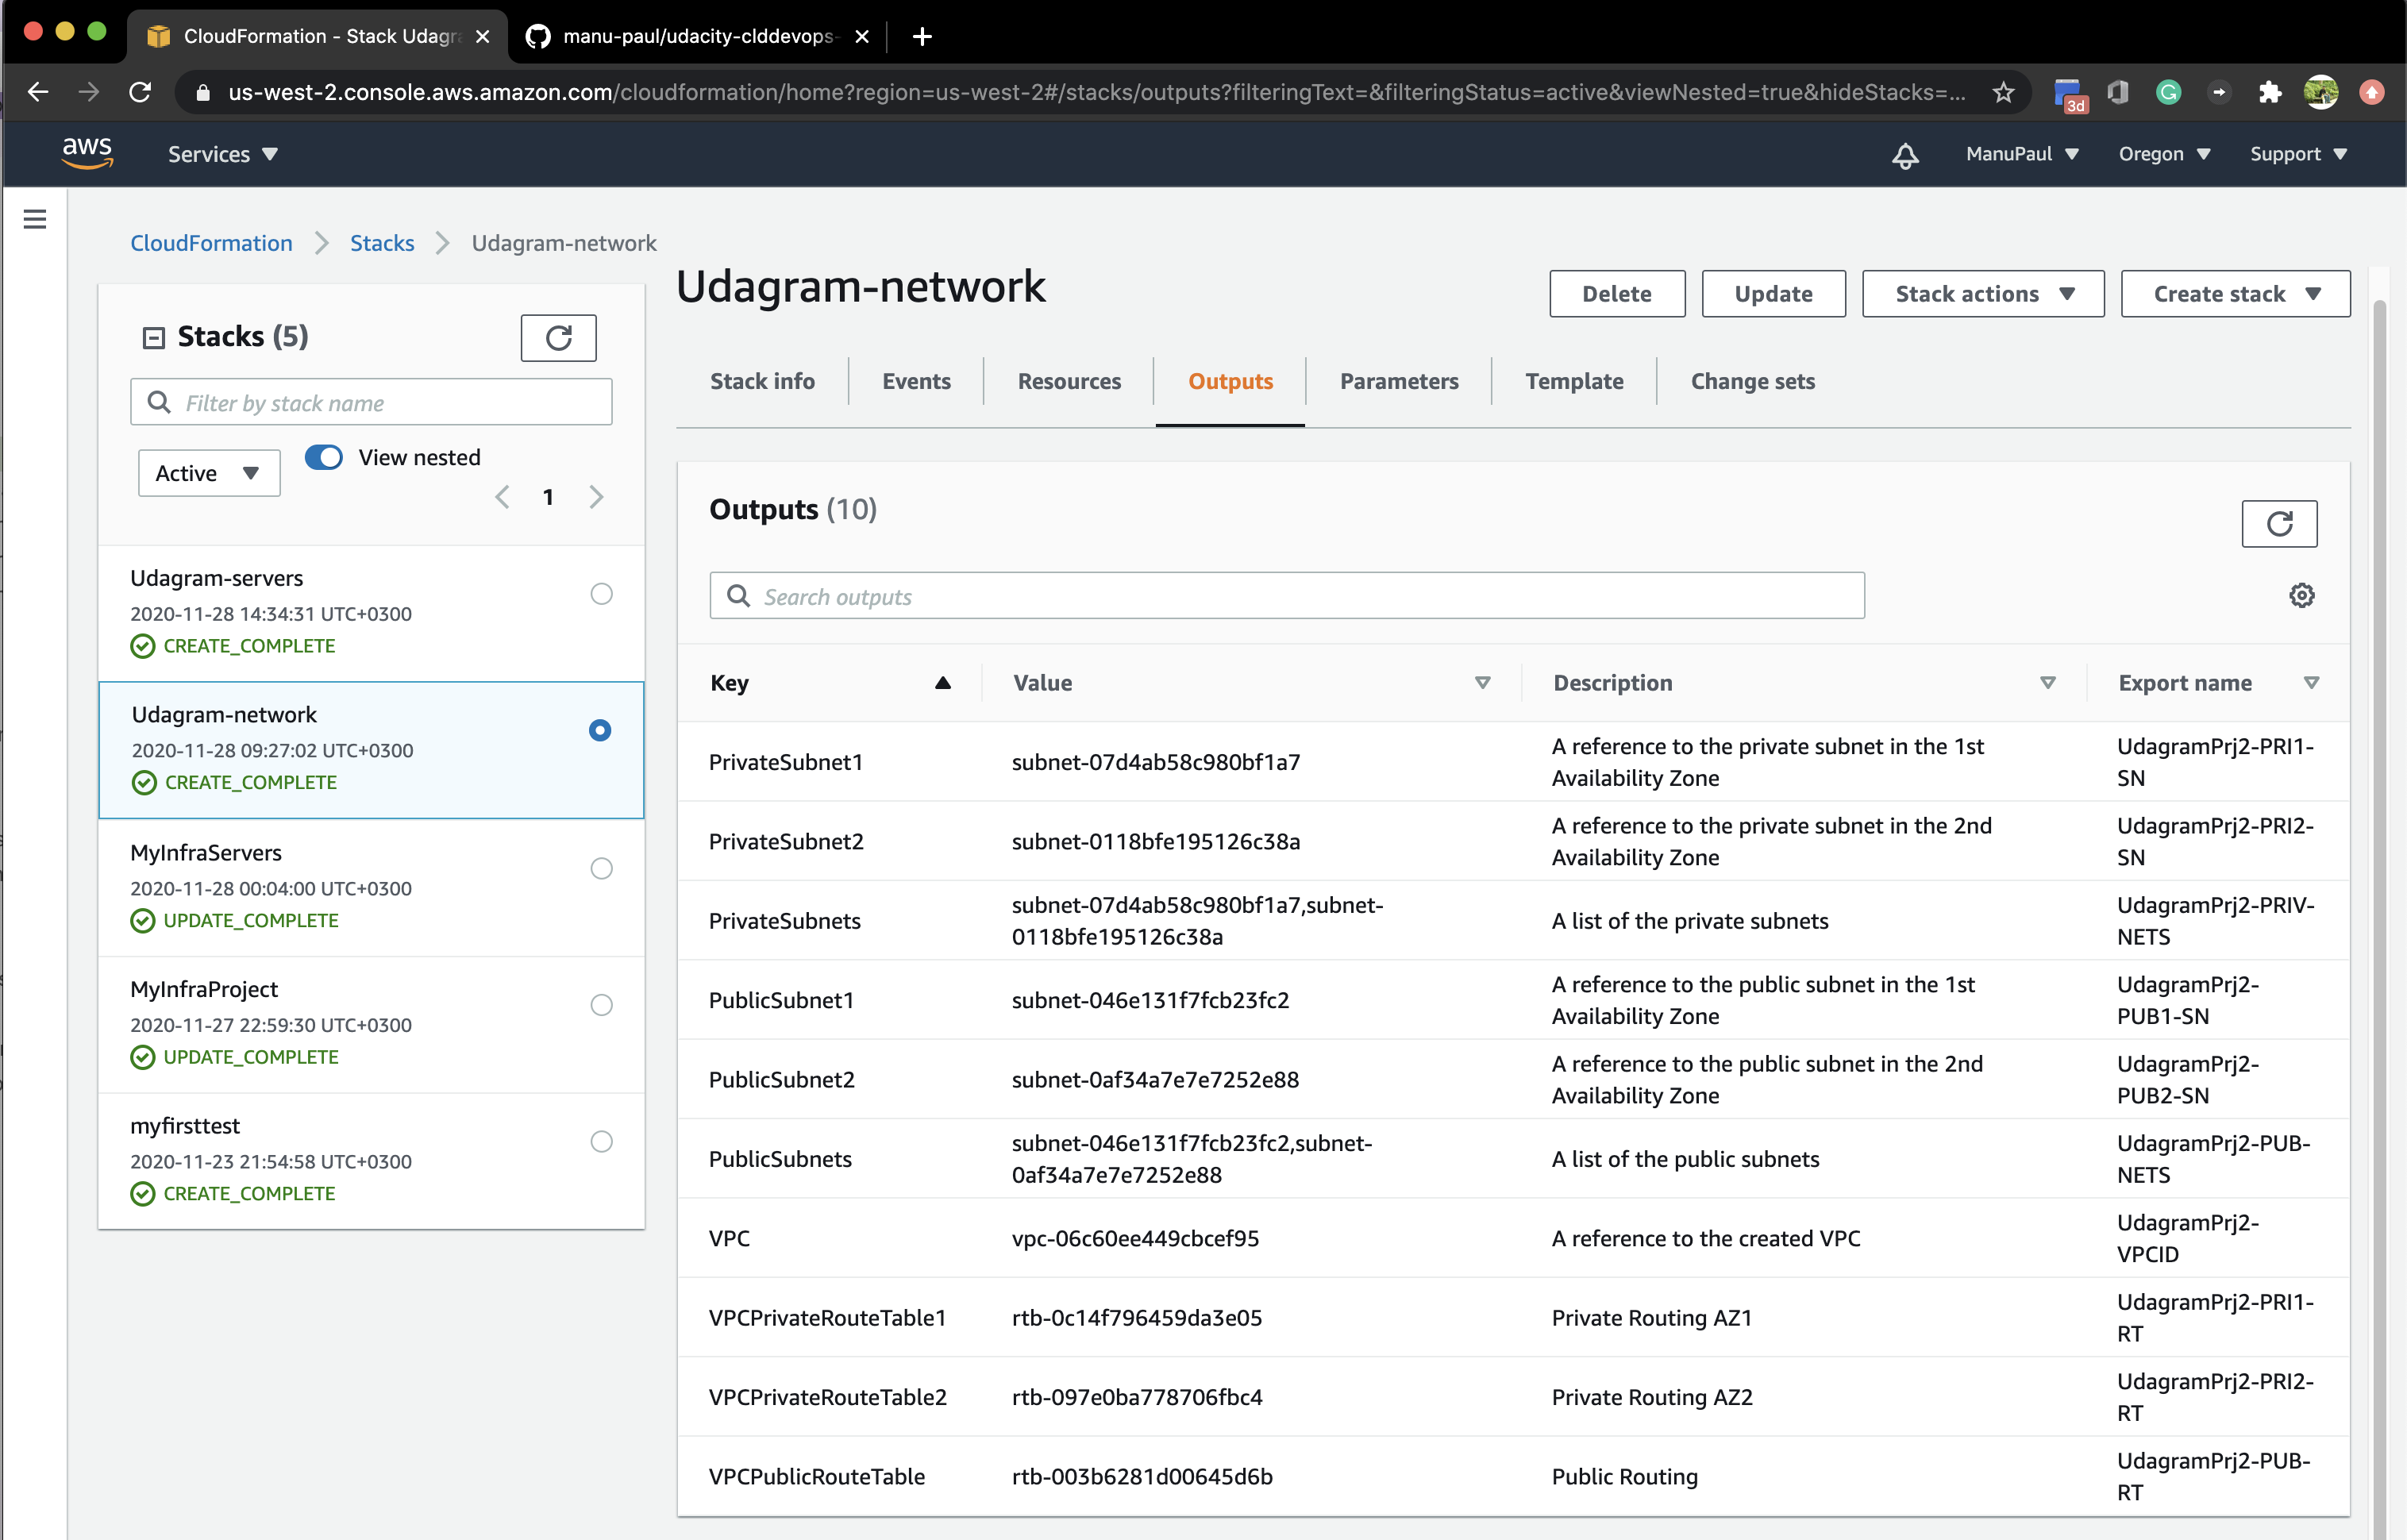 CloudFormation - Stack Udagra
manu-paul/udacity-clddevops-
us-west-2.console.aws.amazon.com/cloudformation/home?region=us-west-2#/stacks/outputs?filteringText=&filteringStatus=active&viewNested=true&hideStacks=...
3d
aws
Services
ManuPaul
Oregon
Support
CloudFormation
Stacks
Udagram-network
Stacks (5)
Filter by stack name
Active
View nested
1
Udagram-servers
2020-11-28 14:34:31 UTC+0300
CREATE_COMPLETE
Udagram-network
2020-11-28 09:27:02 UTC+0300
CREATE_COMPLETE
MyInfraServers
2020-11-28 00:04:00 UTC+0300
UPDATE_COMPLETE
MyInfraProject
2020-11-27 22:59:30 UTC+0300
UPDATE_COMPLETE
myfirsttest
2020-11-23 21:54:58 UTC+0300
CREATE_COMPLETE
Udagram-network
Delete
Update
Stack actions
Create stack
Stack info
Events
Resources
Outputs
Parameters
Template
Change sets
Outputs (10)
Search outputs
Key
Value
Description
Export name
PrivateSubnet1
subnet-07d4ab58c980bf1a7
A reference to the private subnet in the 1st
Availability Zone
UdagramPrj2-PRI1-
SN
PrivateSubnet2
subnet-0118bfe195126c38a
A reference to the private subnet in the 2nd
Availability Zone
UdagramPrj2-PRI2-
SN
PrivateSubnets
subnet-07d4ab58c980bf1a7,subnet-
0118bfe195126c38a
A list of the private subnets
UdagramPrj2-PRIV-
NETS
PublicSubnet1
subnet-046e131f7fcb23fc2
A reference to the public subnet in the 1st
Availability Zone
UdagramPrj2-
PUB1-SN
PublicSubnet2
subnet-0af34a7e7e7252e88
A reference to the public subnet in the 2nd
Availability Zone
UdagramPrj2-
PUB2-SN
PublicSubnets
subnet-046e131f7fcb23fc2,subnet-
0af34a7e7e7252e88
A list of the public subnets
UdagramPrj2-PUB-
NETS
VPC
vpc-06c60ee449cbcef95
A reference to the created VPC
UdagramPrj2-
VPCID
VPCPrivateRouteTable1
rtb-0c14f796459da3e05
Private Routing AZ1
UdagramPrj2-PRI1-
RT
VPCPrivateRouteTable2
rtb-097e0ba778706fbc4
Private Routing AZ2
UdagramPrj2-PRI2-
RT
VPCPublicRouteTable
rtb-003b6281d00645d6b
Public Routing
UdagramPrj2-PUB-
RT